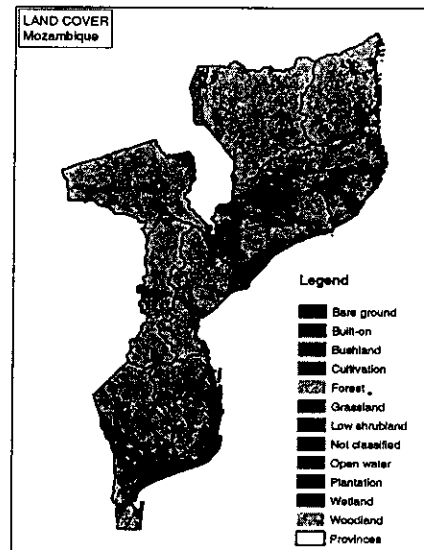 LAND COVER
Mozambique
Legend
Bare ground
Built-on
Bushland
Cultivation
Forest
Grassland
Low shrubland
Not classified
Open water
Plantation
Wetland
Woodland
Provinces